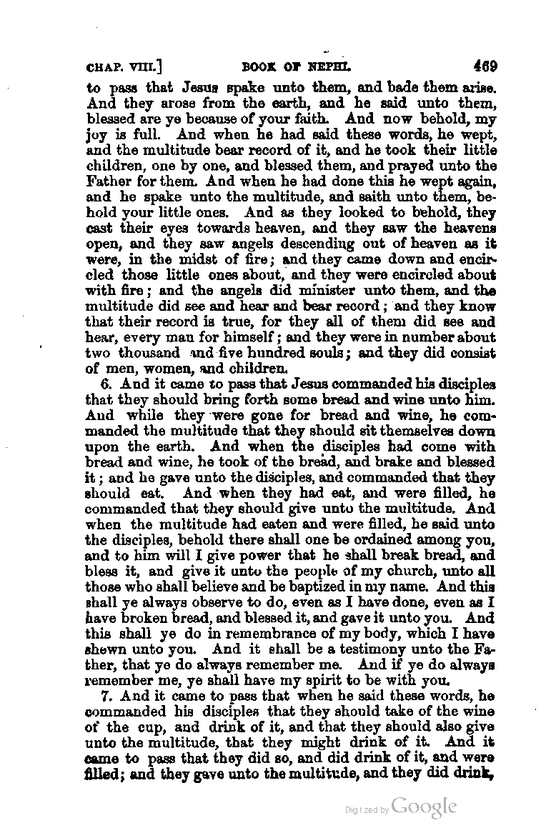 CHAP. VIII.] BOOK OF NEPHI. 469
to pass that Jesus spake unto them, and bade them arise.
And they arose from the earth, and he said unto them,
blessed are ye because of your faith. And now behold, my
joy is full. And when he had said these words, he wept,
and the multitude bear record of it, and he took their little
children, one by one, and blessed them, and prayed unto the
Father for them. And when he had done this he wept again,
and he spake unto the multitude, and saith unto them, be-
hold your little ones. And as they looked to behold, they
cast their eyes towards heaven, and they saw the heavens
open, and they saw angels descending out of heaven as it
were, in the midst of fire; and they came down and encir-
cled those little ones about, and they were encircled about
with fire; and the angels did minister unto them, and the
multitude did see and hear and bear record; and they know
that their record is true, for they all of them did see and
hear, every man for himself; and they were in number about
two thousand and five hundred souls; and they did consist
of men, women, and children.
6. And it came to pass that Jesus commanded his disciples
that they should bring forth some bread and wine unto him.
And while they were gone for bread and wine, he com-
manded the multitude that they should sit themselves down
upon the earth. And when the disciples had come with
bread and wine, he took of the bread, and brake and blessed
it; and he gave unto the disciples, and commanded that they
should eat. And when they had eat, and were filled, he
commanded that they should give unto the multitude. And
when the multitude had eaten and were filled, he said unto
the disciples, behold there shall one be ordained among you,
and to him will I give power that he shall break bread, and
bless it, and give it unto the people of my church, unto all
those who shall believe and be baptized in my name. And this
shall ye always observe to do, even as I have done, even as I
have broken bread, and blessed it, and gave it unto you. And
this shall ye do in remembrance of my body, which I have
shewn unto you. And it shall be a testimony unto the Fa-
ther, that ye do always remember me. And if ye do always
remember me, ye shall have my spirit to be with you.
7. And it came to pass that when he said these words, he
commanded his disciples that they should take of the wine
of the cup, and drink of it, and that they should also give
unto the multitude, that they might drink of it. And it
came to pass that they did so, and did drink of it, and were
filled; and they gave unto the multitude, and they did drink,
Digitized by Google